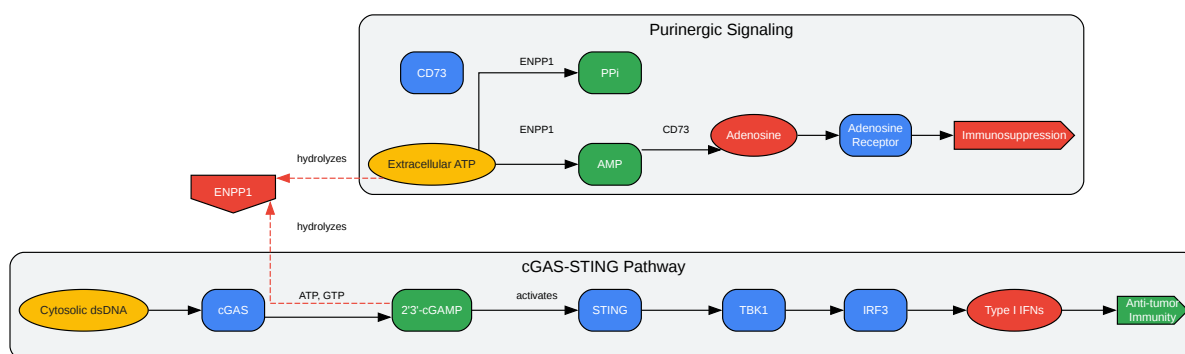 Purinergic Signaling
CD73
ENPP1
PPi
ENPP1
CD73
Adenosine
Adenosine
Receptor
Immunosuppression
hydrolyzes
Extracellular ATP
AMP
ENPP1
hydrolyzes
cGAS-STING Pathway
Cytosolic dsDNA
cGAS
ATP, GTP
2'3'-cGAMP
activates
STING
TBK1
IRF3
Type I IFNs
Anti-tumor
Immunity